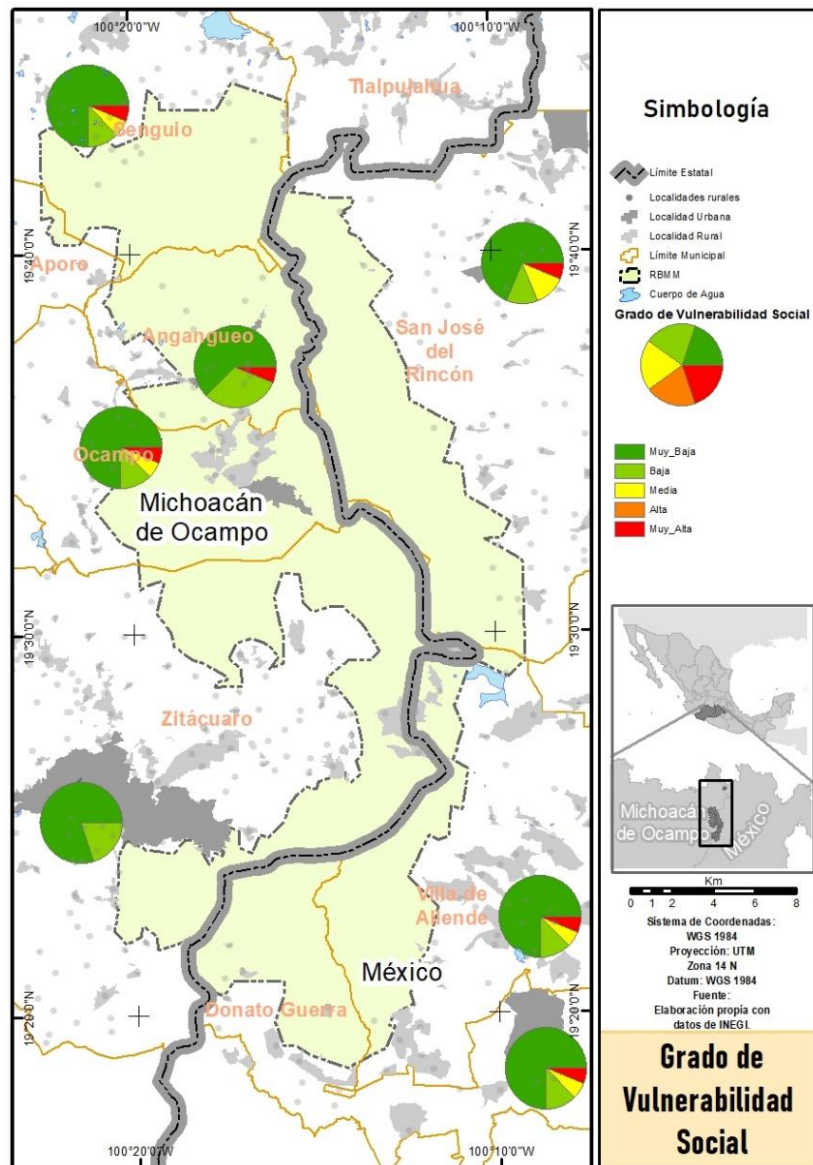 100°20'0"W
100°10'0"W
Tlalpujahua
Senguio
19°40'0"N
19°40'0"N
Aporo
Angangueo
San José
del
Rincón
Ocampo
Michoacán
de Ocampo
19°30'0"N
19°30'0"N
Zitácuaro
Villa de
Allende
México
Donato Guerra
19°20'0"N
19°20'0"N
100°20'0"W
100°10'0"W
Simbología
Límite Estatal
Localidades rurales
Localidad Urbana
Localidad Rural
Límite Municipal
RBMM
Cuerpo de Agua
Grado de Vulnerabilidad Social
Muy_Baja
Baja
Media
Alta
Muy_Alta
Michoacán
de Ocampo
México
Km
0 1 2 4 6 8
Sistema de Coordenadas:
WGS 1984
Proyección: UTM
Zona 14 N
Datum: WGS 1984
Fuente:
Elaboración propia con
datos de INEGI.
Grado de
Vulnerabilidad
Social